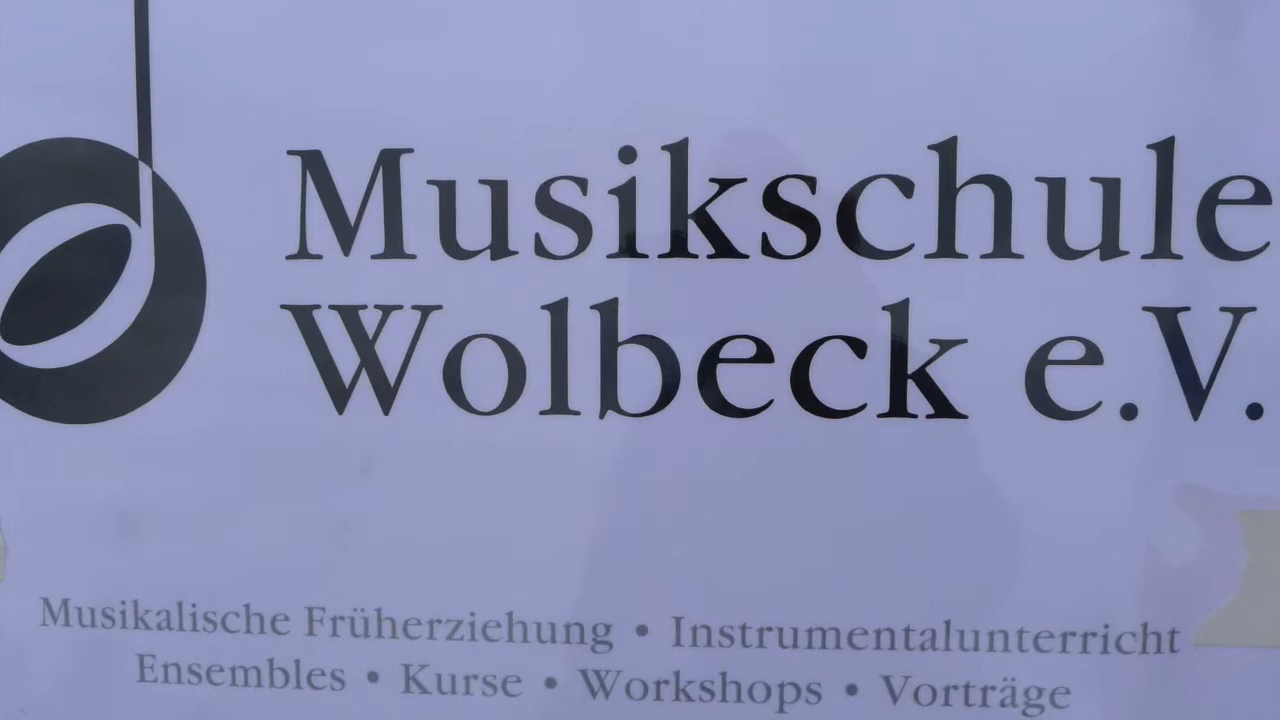 Musikschule
Wolbeck e.V.
Musikalische Früherziehung • Instrumentalunterricht
Ensembles • Kurse • Workshops • Vorträge